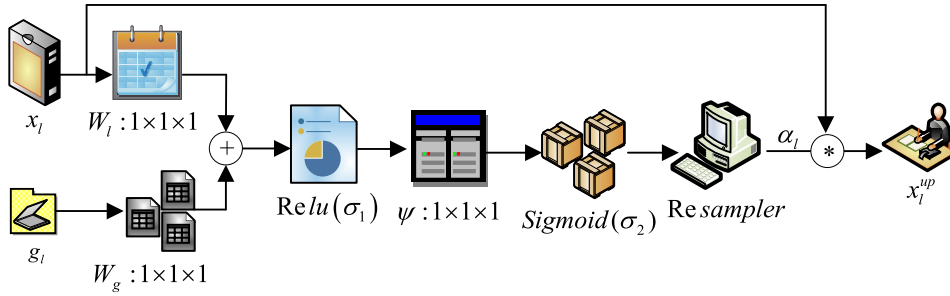 x_l
W_l : 1×1×1
+
Relu(σ_1)
ψ : 1×1×1
Sigmoid(σ_2)
Resampler
α_l
*
x_l^{up}
g_l
W_g : 1×1×1